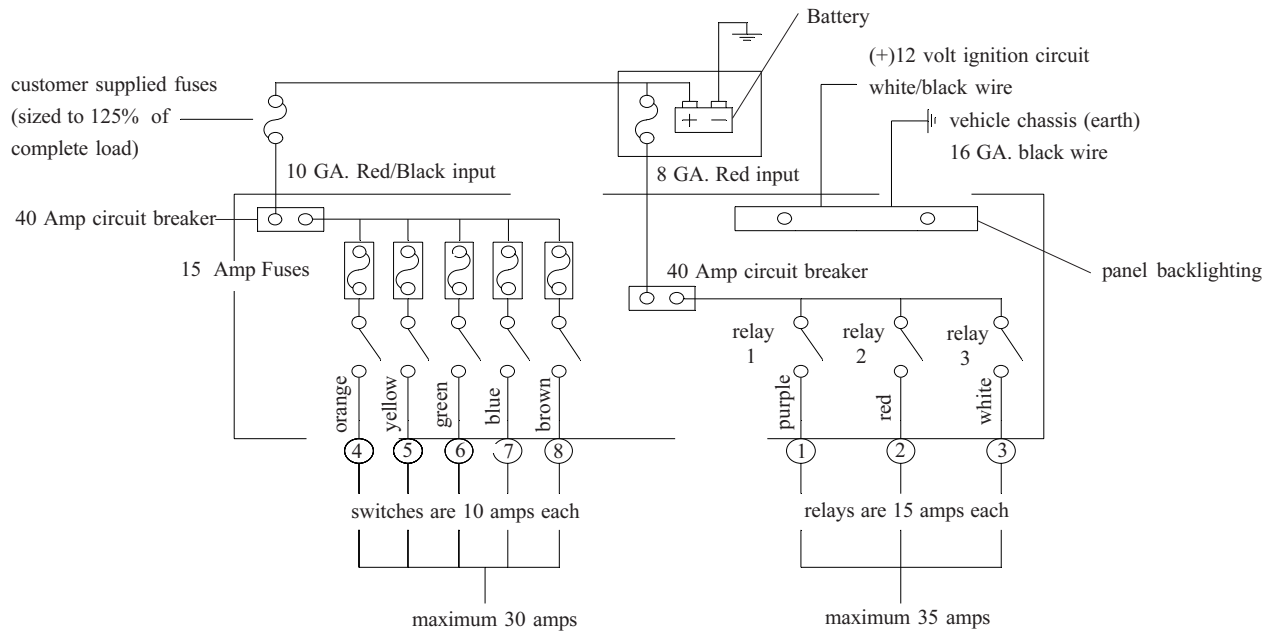 Battery
(+)12 volt ignition circuit
white/black wire
customer supplied fuses
(sized to 125% of
complete load)
+ −
vehicle chassis (earth)
16 GA. black wire
10 GA. Red/Black input
8 GA. Red input
40 Amp circuit breaker
15 Amp Fuses
40 Amp circuit breaker
panel backlighting
relay
1
relay
2
relay
3
orange
yellow
green
blue
brown
purple
red
white
4
5
6
7
8
1
2
3
switches are 10 amps each
relays are 15 amps each
maximum 30 amps
maximum 35 amps